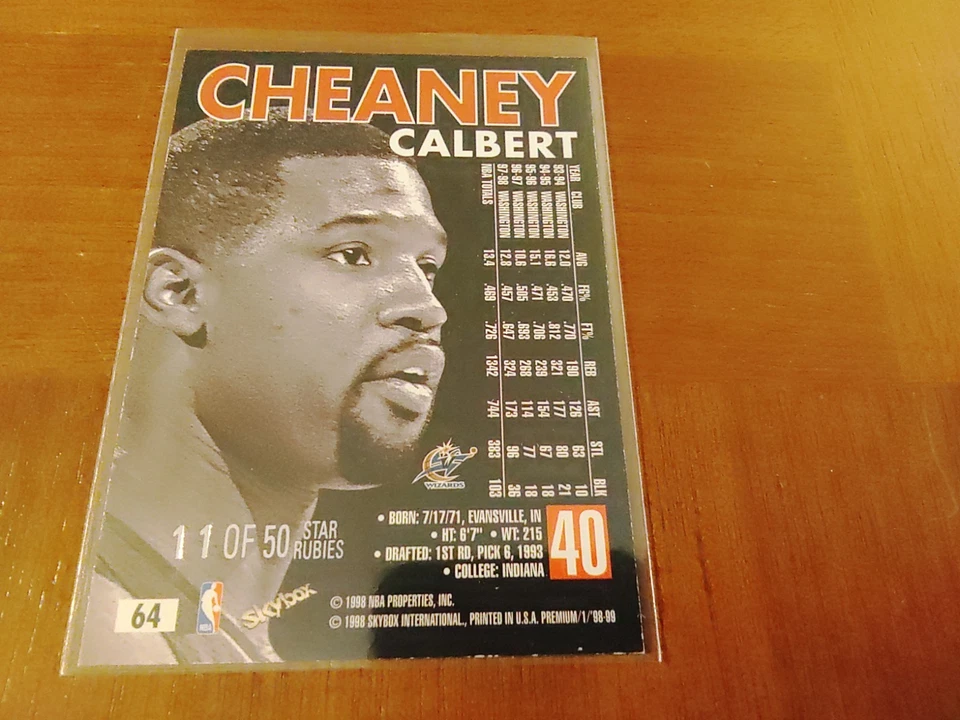 CHEANEY
CALBERT
YEAR CLUB AVG FG% FT% REB AST STL BLK
93-94 WASHINGTON 12.0 .470 .770 190 126 63 10
94-95 WASHINGTON 16.6 .453 .812 321 177 80 21
95-96 WASHINGTON 15.1 .471 .706 239 154 67 18
96-97 WASHINGTON 10.6 .505 .693 268 114 77 18
97-98 WASHINGTON 12.8 .457 .647 324 173 96 36
NBA TOTALS 13.4 .469 .726 1342 744 383 103
WIZARDS
• BORN: 7/17/71, EVANSVILLE, IN
• HT: 6'7" • WT: 215
• DRAFTED: 1ST RD, PICK 6, 1993
• COLLEGE: INDIANA
40
11 OF 50 STAR
RUBIES
64
NBA
skybox
© 1998 NBA PROPERTIES, INC.
© 1998 SKYBOX INTERNATIONAL., PRINTED IN U.S.A. PREMIUM/1/'98-99